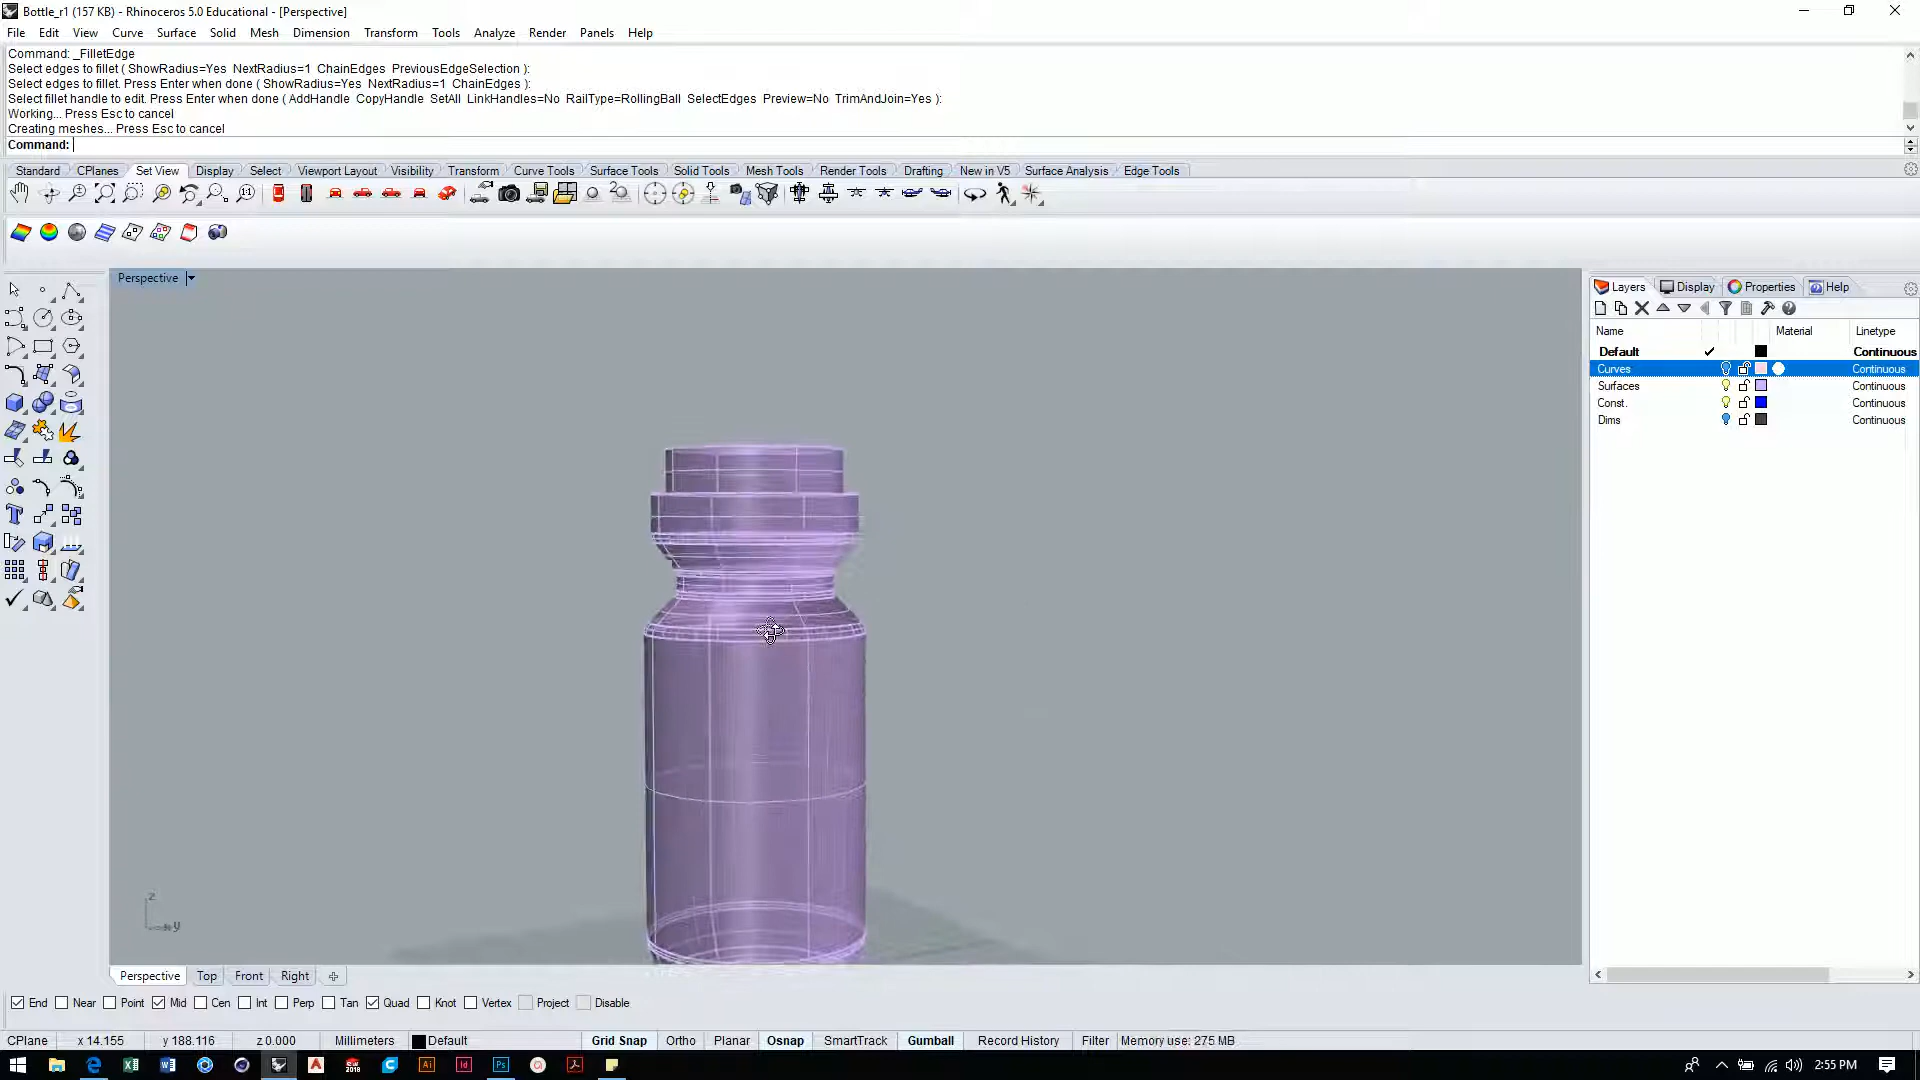 Bottle_r1 (157 KB) - Rhinoceros 5.0 Educational - [Perspective]
File Edit View Curve Surface Solid Mesh Dimension Transform Tools Analyze Render Panels Help
Command: _FilletEdge
Select edges to fillet ( ShowRadius=Yes NextRadius=1 ChainEdges PreviousEdgeSelection ):
Select edges to fillet. Press Enter when done ( ShowRadius=Yes NextRadius=1 ChainEdges ):
Select fillet handle to edit. Press Enter when done ( AddHandle CopyHandle SetAll LinkHandles=No RailType=RollingBall SelectEdges Preview=No TrimAndJoin=Yes ):
Working... Press Esc to cancel
Creating meshes... Press Esc to cancel
Command:
Standard CPlanes Set View Display Select Viewport Layout Visibility Transform Curve Tools Surface Tools Solid Tools Mesh Tools Render Tools Drafting New in V5 Surface Analysis Edge Tools
Perspective
Layers Display Properties Help
Name Material Linetype
Default Continuous
Curves Continuous
Surfaces Continuous
Const. Continuous
Dims Continuous
z
y
Perspective Top Front Right
End Near Point Mid Cen Int Perp Tan Quad Knot Vertex Project Disable
CPlane x 14.155 y 188.116 z 0.000 Millimeters Default Grid Snap Ortho Planar Osnap SmartTrack Gumball Record History Filter Memory use: 275 MB
2:55 PM